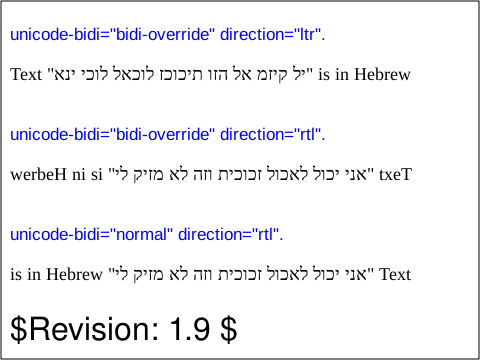 unicode-bidi="bidi-override" direction="ltr".
Text "יל קיזמ אל הזו תיכוכז לוכאל לוכי ינא" is in Hebrew
unicode-bidi="bidi-override" direction="rtl".
werbeH ni si "אני יכול לאכול זכוכית וזה לא מזיק לי" txeT
unicode-bidi="normal" direction="rtl".
is in Hebrew "אני יכול לאכול זכוכית וזה לא מזיק לי" Text
$Revision: 1.9 $